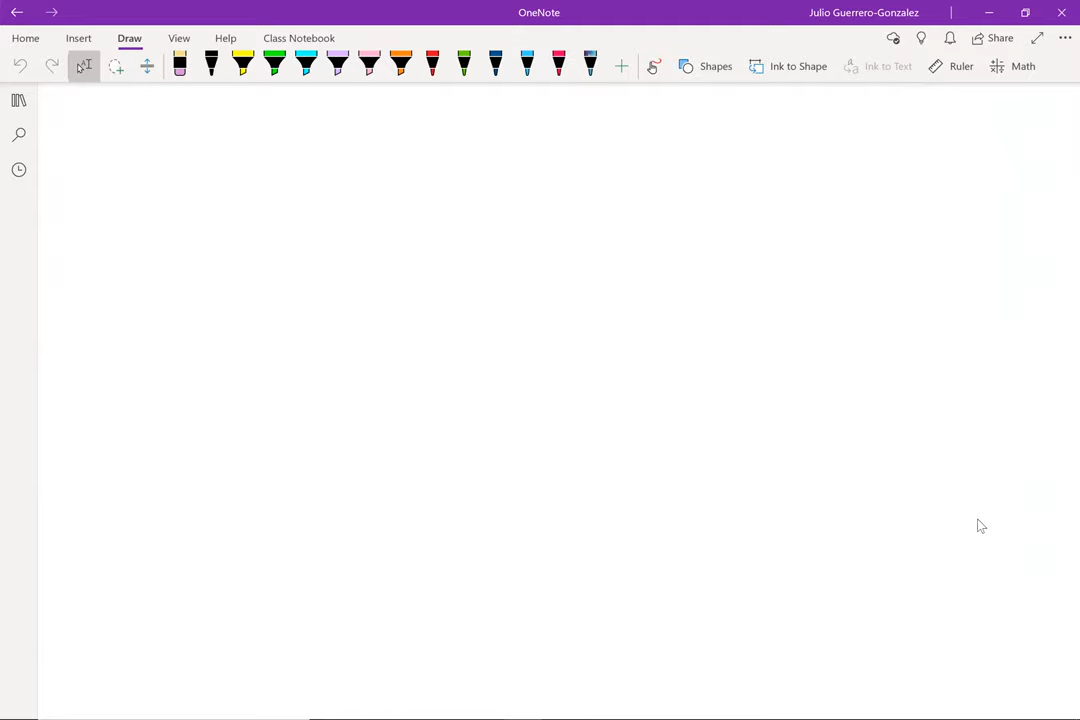 OneNote
Julio Guerrero-Gonzalez
Home Insert Draw View Help Class Notebook Share
Shapes Ink to Shape Ink to Text Ruler Math